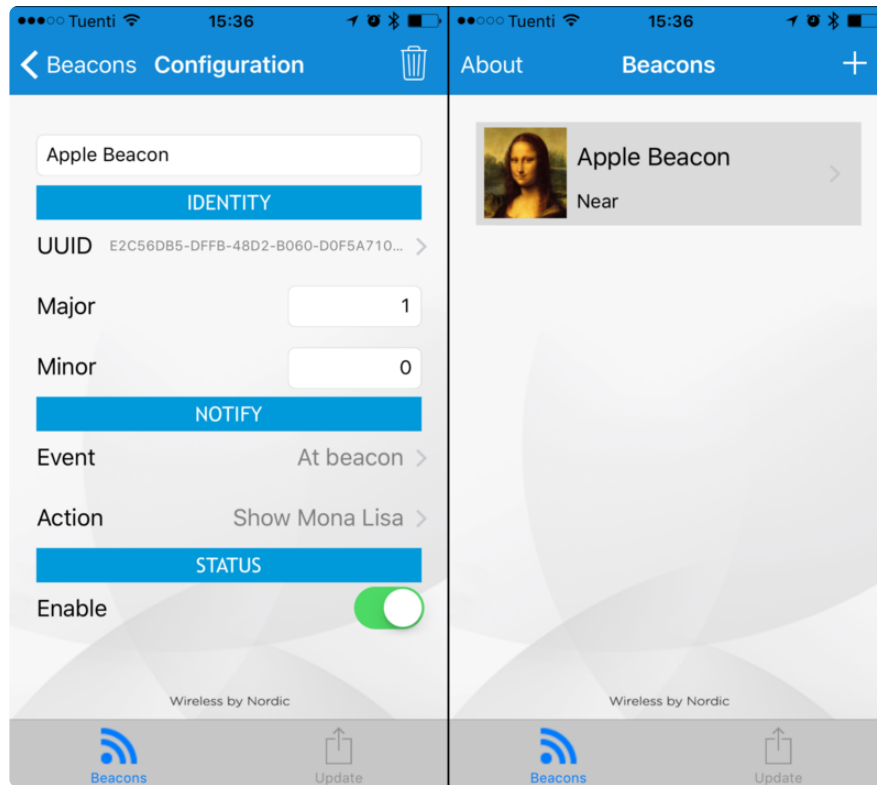 Tuenti 15:36
Beacons Configuration
Apple Beacon
IDENTITY
UUID E2C56DB5-DFFB-48D2-B060-D0F5A710...
Major 1
Minor 0
NOTIFY
Event At beacon
Action Show Mona Lisa
STATUS
Enable
Wireless by Nordic
Beacons Update
Tuenti 15:36
About Beacons +
Apple Beacon
Near
Wireless by Nordic
Beacons Update